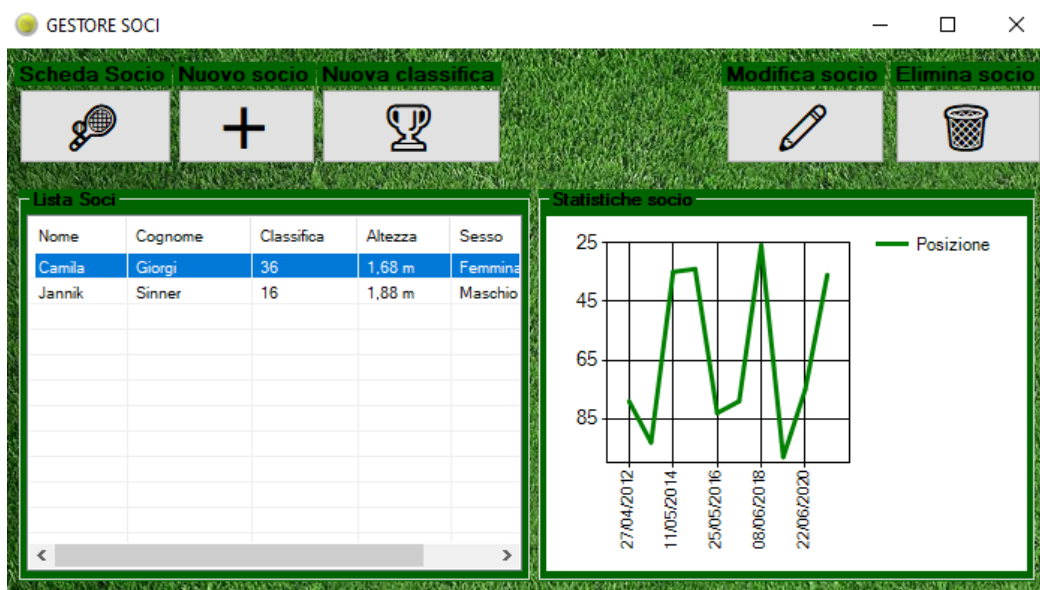 GESTORE SOCI
Scheda Socio Nuovo socio Nuova classifica Modifica socio Elimina socio
Lista Soci
Nome Cognome Classifica Altezza Sesso
Camila Giorgi 36 1,68 m Femmina
Jannik Sinner 16 1,88 m Maschio
Statistiche socio
25
45
65
85
27/04/2012
11/05/2014
25/05/2016
08/06/2018
22/06/2020
Posizione